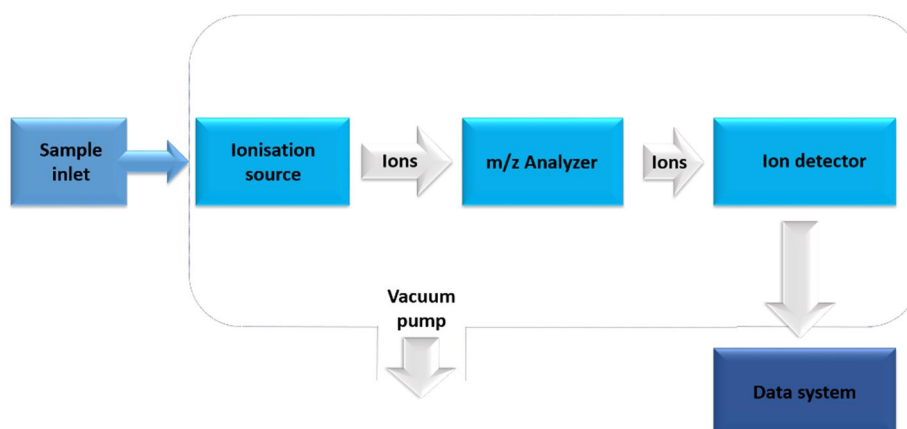 Sample
inlet
Ionisation
source
Ions
m/z Analyzer
Ions
Ion detector
Vacuum
pump
Data system